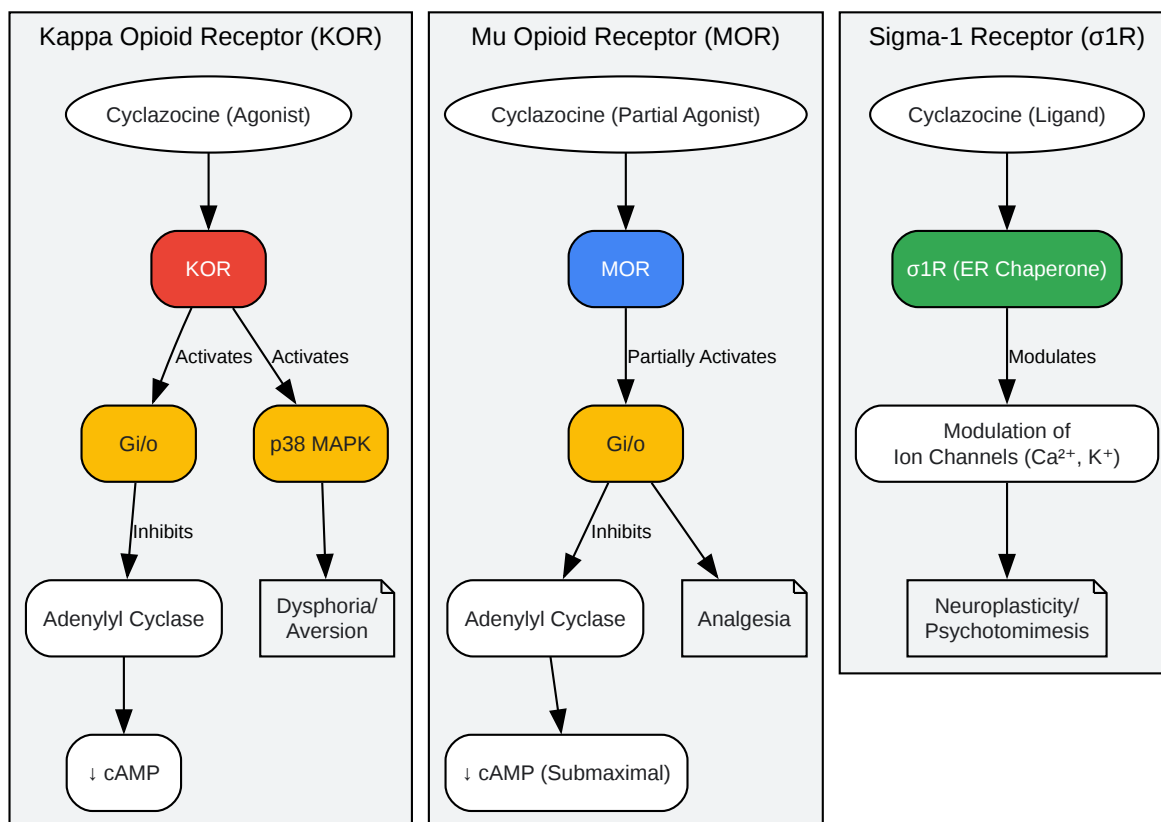 Kappa Opioid Receptor (KOR)
Cyclazocine (Agonist)
KOR
Activates
Activates
Gi/o
p38 MAPK
Inhibits
Adenylyl Cyclase
Dysphoria/
Aversion
↓ cAMP
Mu Opioid Receptor (MOR)
Cyclazocine (Partial Agonist)
MOR
Partially Activates
Gi/o
Inhibits
Adenylyl Cyclase
Analgesia
↓ cAMP (Submaximal)
Sigma-1 Receptor (σ1R)
Cyclazocine (Ligand)
σ1R (ER Chaperone)
Modulates
Modulation of
Ion Channels (Ca²⁺, K⁺)
Neuroplasticity/
Psychotomimesis